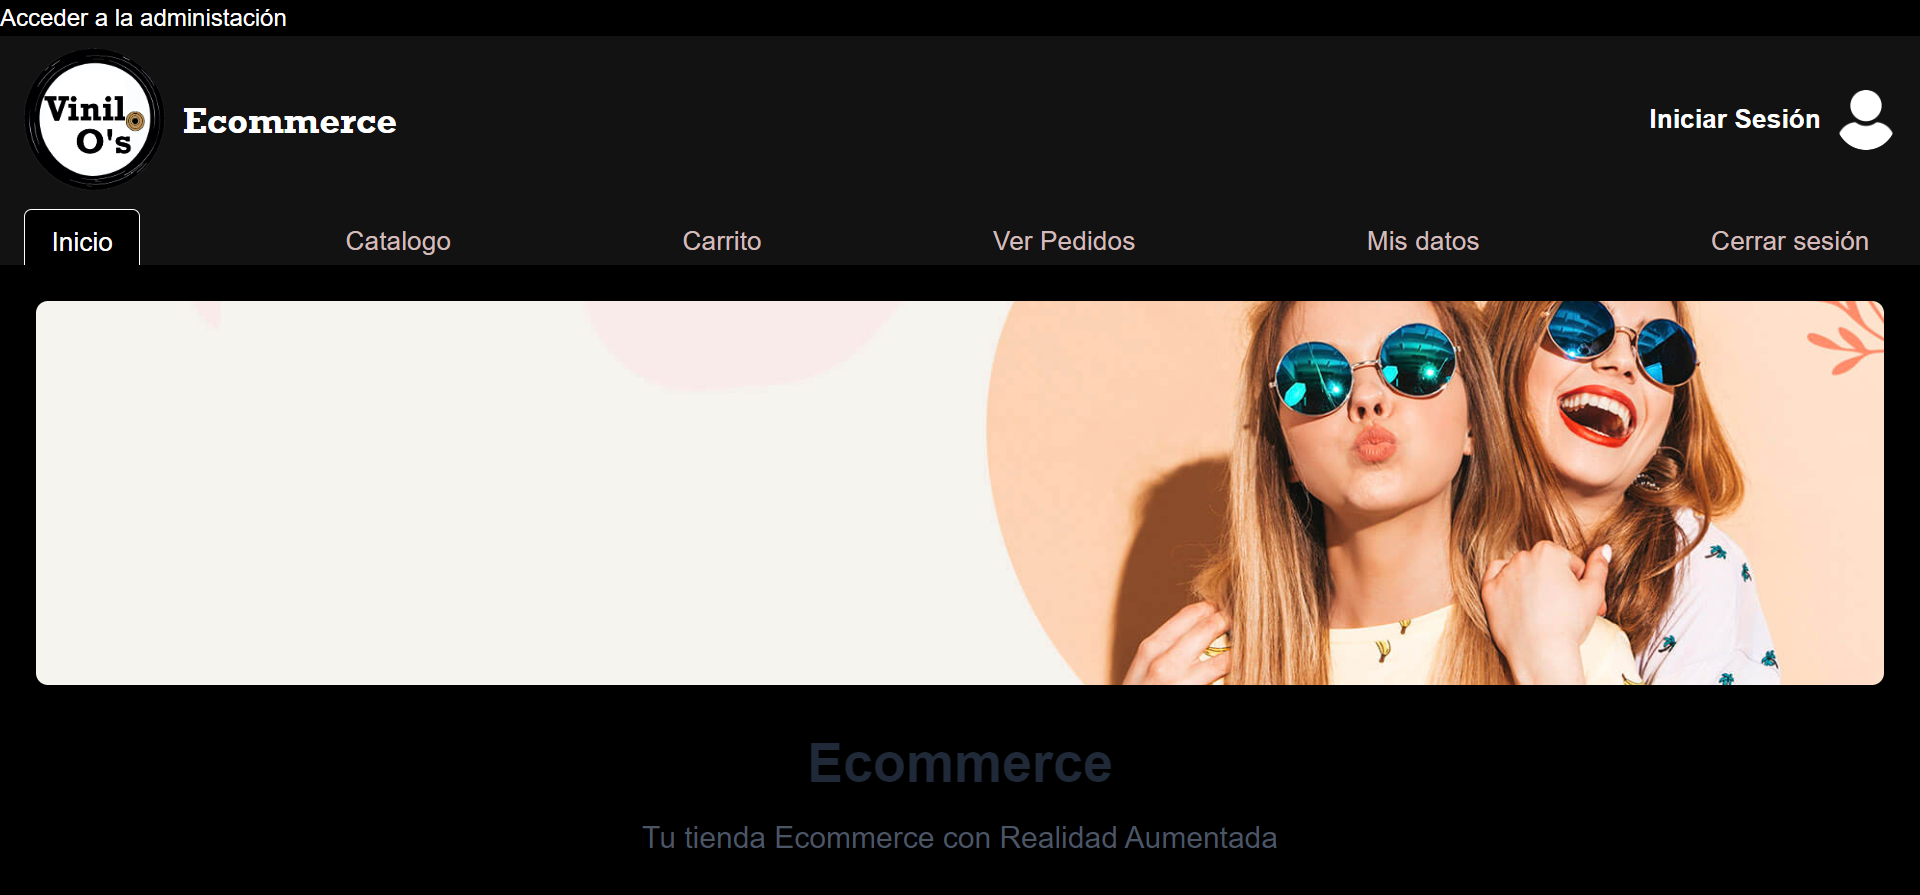 Acceder a la administación
Vinil
O's
Ecommerce
Iniciar Sesión
Inicio
Catalogo
Carrito
Ver Pedidos
Mis datos
Cerrar sesión
Ecommerce
Tu tienda Ecommerce con Realidad Aumentada